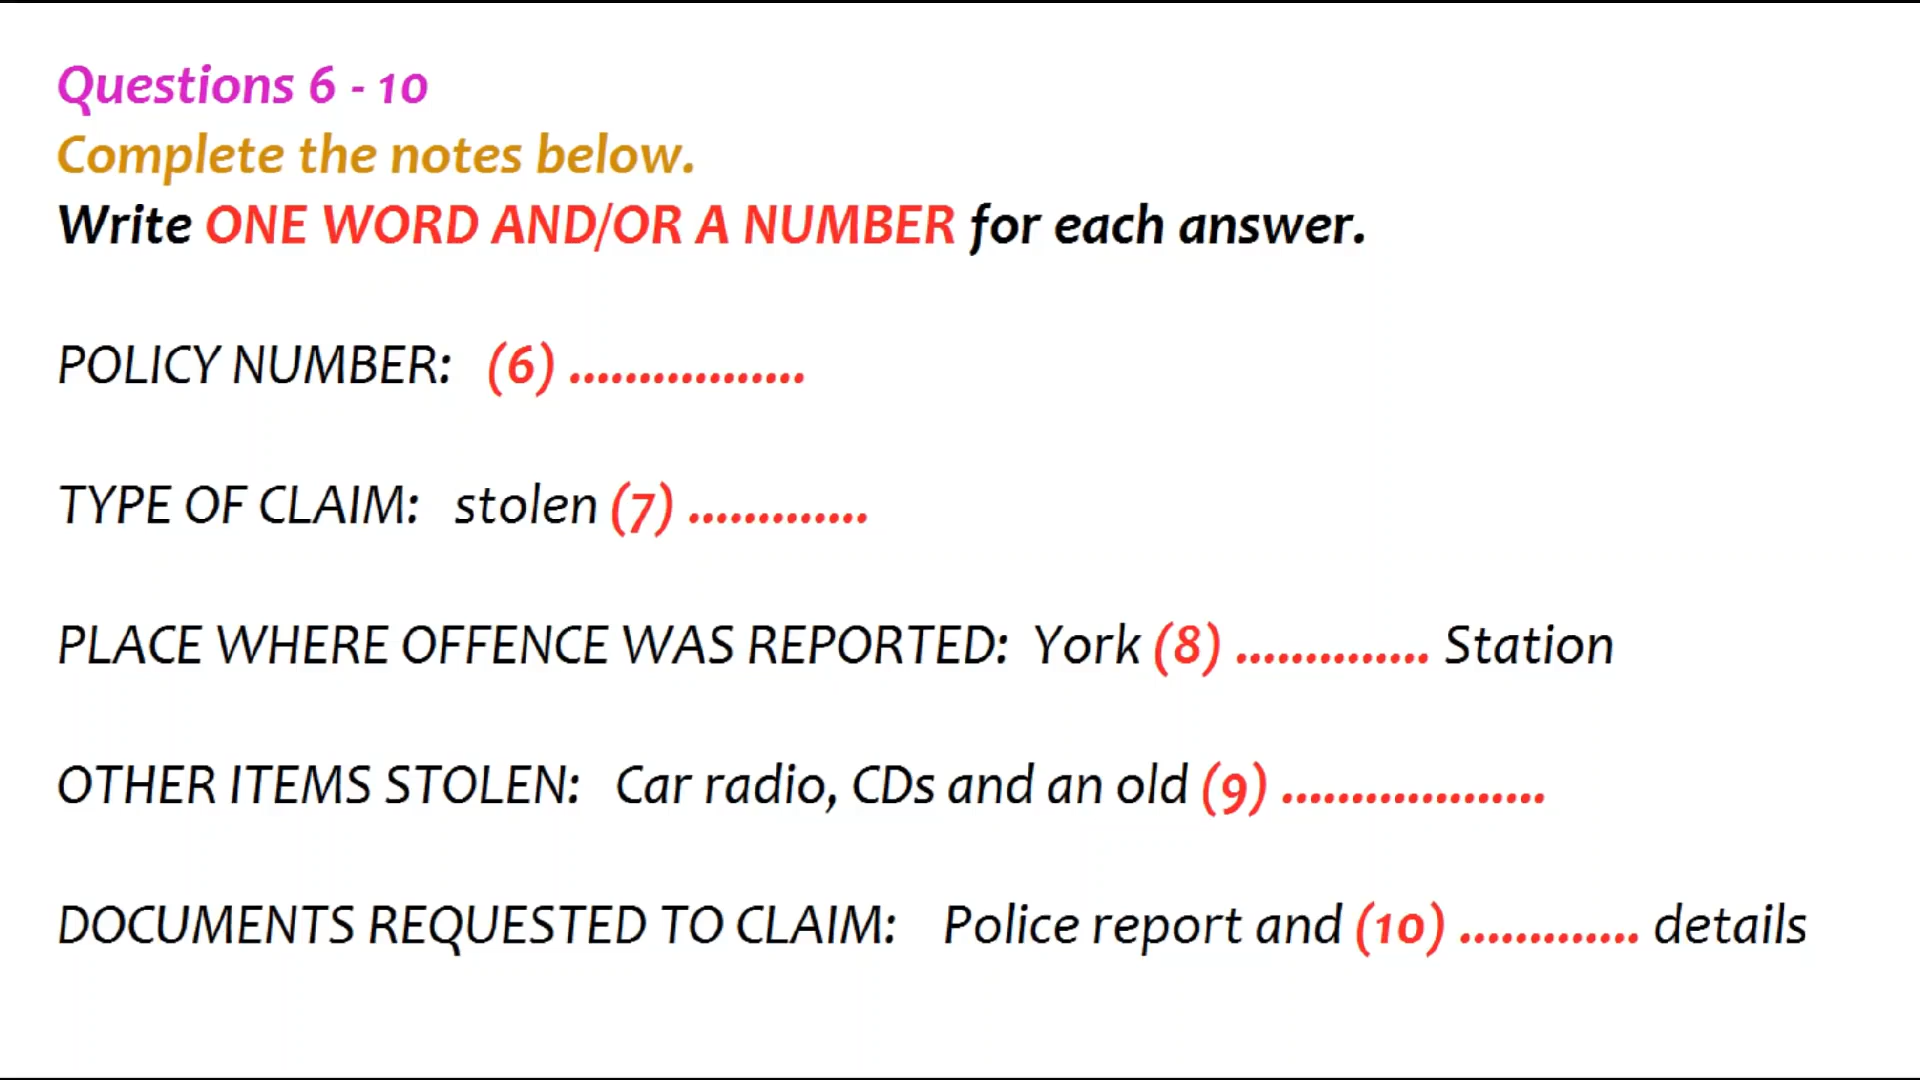 Questions 6 - 10
Complete the notes below.
Write ONE WORD AND/OR A NUMBER for each answer.
POLICY NUMBER: (6) .................
TYPE OF CLAIM: stolen (7) .............
PLACE WHERE OFFENCE WAS REPORTED: York (8) .............. Station
OTHER ITEMS STOLEN: Car radio, CDs and an old (9) ...................
DOCUMENTS REQUESTED TO CLAIM: Police report and (10) ............. details